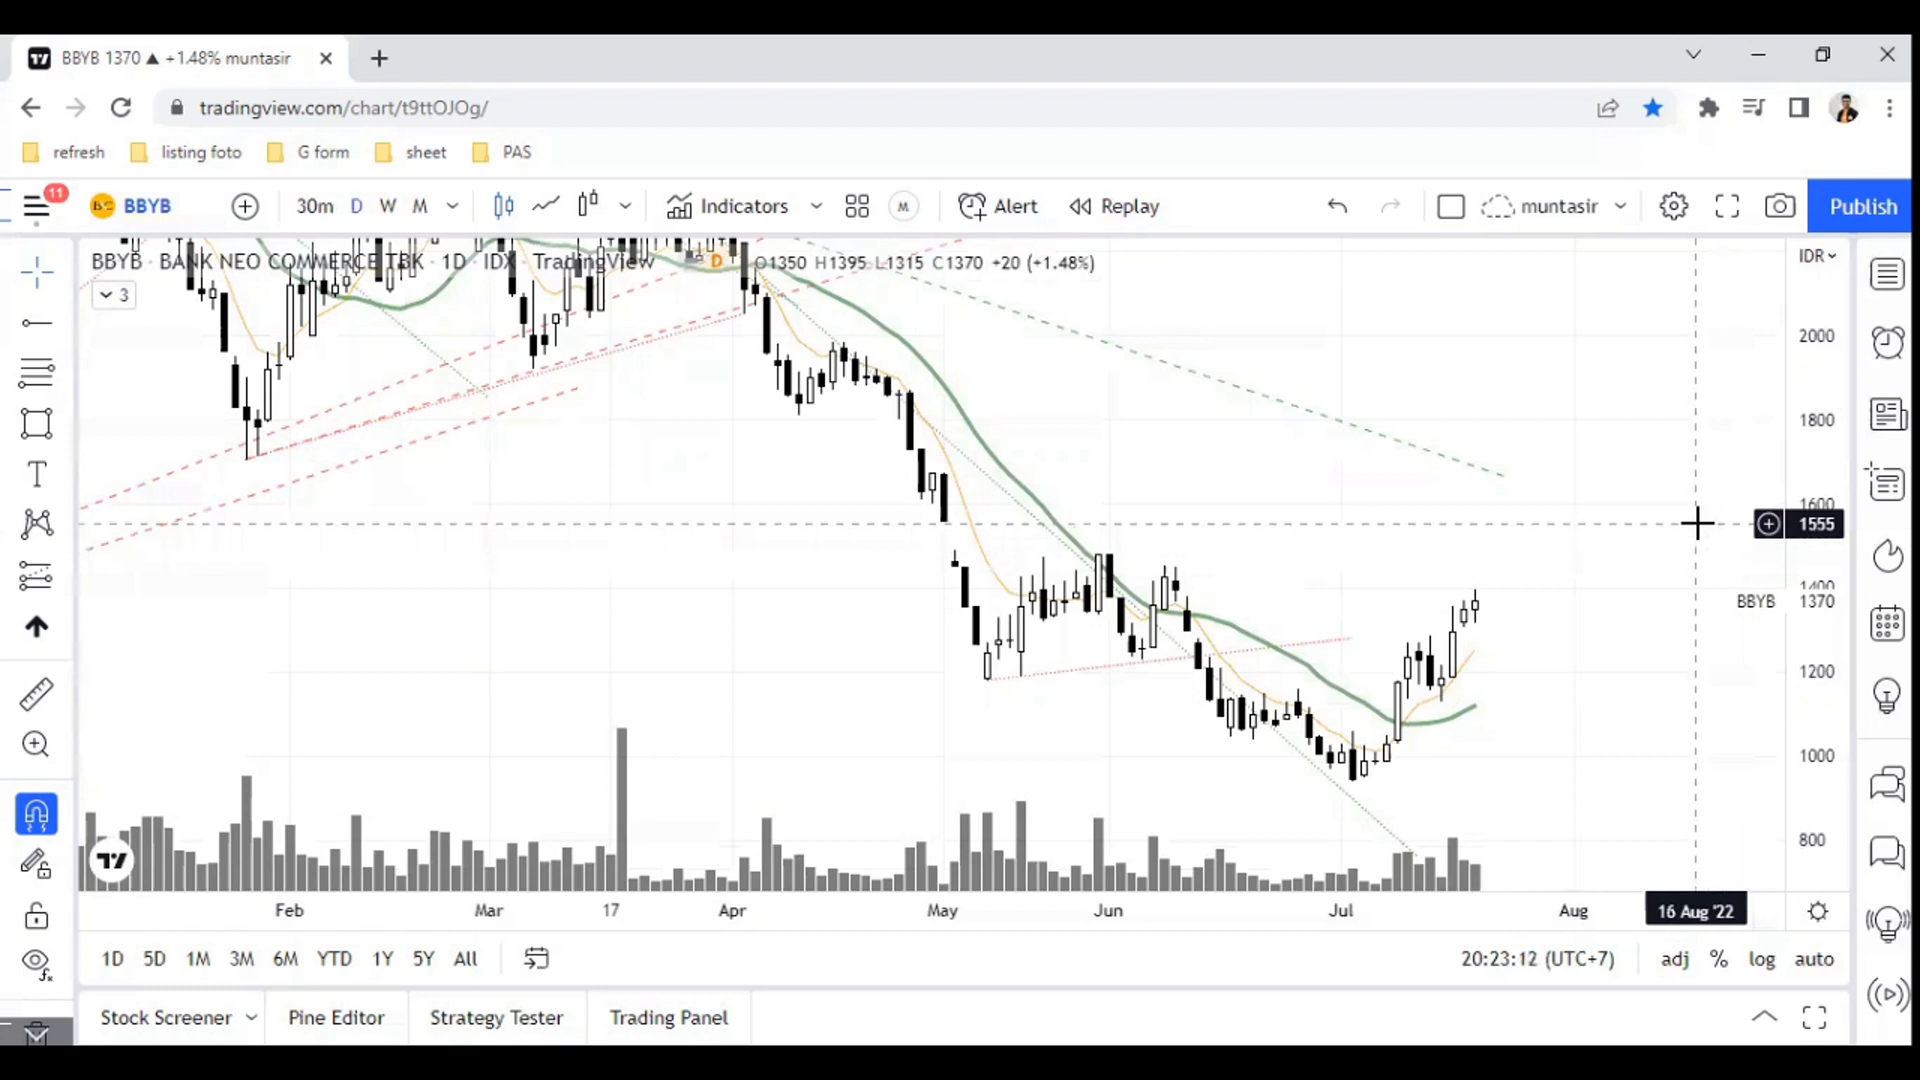 BBYB 1370 ▲ +1.48% muntasir
tradingview.com/chart/t9ttOJOg/
refresh listing foto G form sheet PAS
11
BBYB 30m D W M Indicators M Alert Replay muntasir Publish
BBYB · BANK NEO COMMERCE TBK · 1D · IDX · TradingView D O1350 H1395 L1315 C1370 +20 (+1.48%) IDR
3
2000
1800
1600
1555
1400
BBYB 1370
1200
1000
800
Feb Mar 17 Apr May Jun Jul Aug 16 Aug '22
1D 5D 1M 3M 6M YTD 1Y 5Y All 20:23:12 (UTC+7) adj % log auto
Stock Screener Pine Editor Strategy Tester Trading Panel